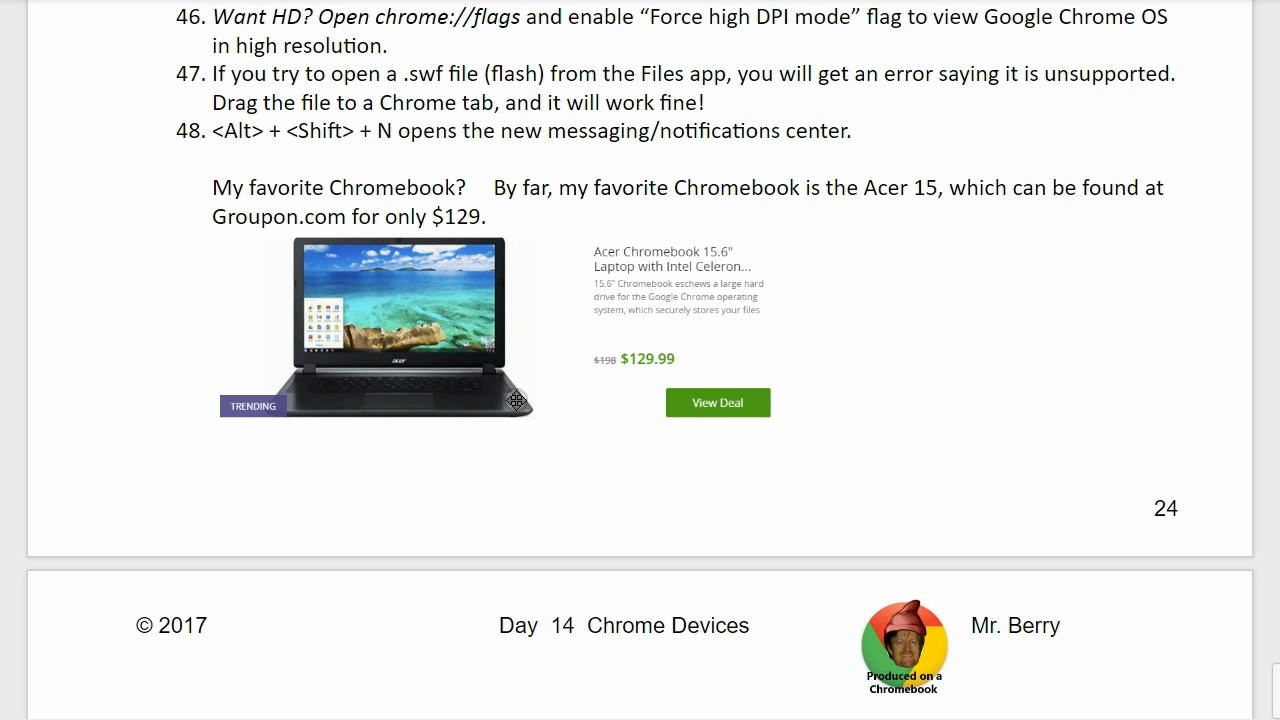 46. Want HD? Open chrome://flags and enable “Force high DPI mode” flag to view Google Chrome OS
in high resolution.
47. If you try to open a .swf file (flash) from the Files app, you will get an error saying it is unsupported.
Drag the file to a Chrome tab, and it will work fine!
48. <Alt> + <Shift> + N opens the new messaging/notifications center.
My favorite Chromebook? By far, my favorite Chromebook is the Acer 15, which can be found at
Groupon.com for only $129.
acer
TRENDING
Acer Chromebook 15.6"
Laptop with Intel Celeron...
15.6" Chromebook eschews a large hard
drive for the Google Chrome operating
system, which securely stores your files
$198 $129.99
View Deal
24
© 2017 Day 14 Chrome Devices Mr. Berry
Produced on a
Chromebook